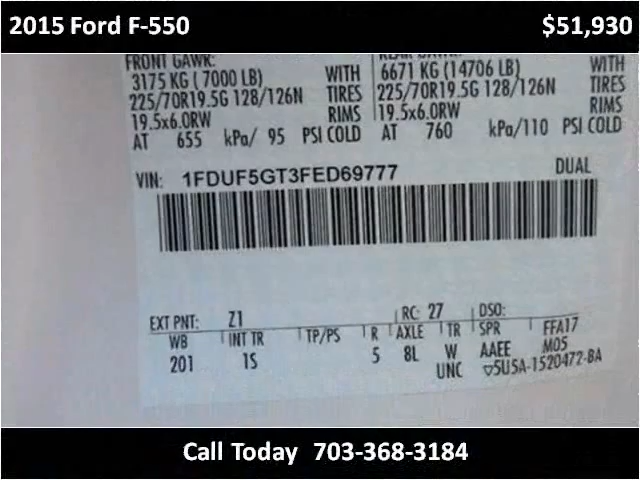 2015 Ford F-550 $51,930
FRONT GAWR: REAR GAWR:
3175 KG ( 7000 LB) WITH 6671 KG (14706 LB) WITH
225/70R19.5G 128/126N TIRES 225/70R19.5G 128/126N TIRES
19.5x6.0RW RIMS 19.5x6.0RW RIMS
AT 655 kPa/ 95 PSI COLD AT 760 kPa/110 PSI COLD
VIN: 1FDUF5GT3FED69777 DUAL
EXT PNT: Z1 RC: 27 DSO:
WB INT TR TP/PS R AXLE TR SPR FFA17
201 1S 5 8L W AAEE M05
UNC 5U5A-1520472-BA
Call Today 703-368-3184